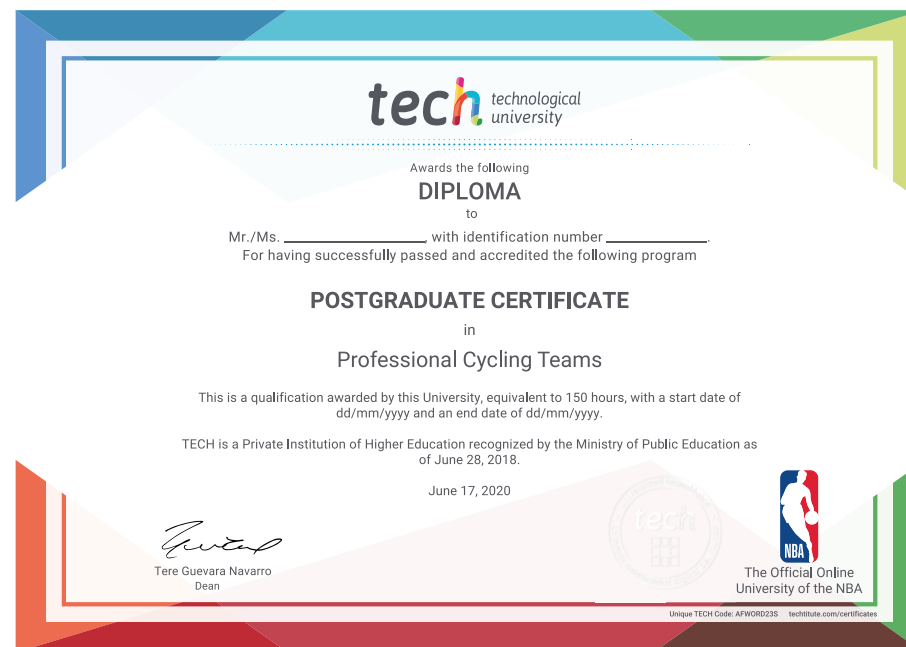 tech technological
university
Awards the following
DIPLOMA
to
Mr./Ms. ____________________, with identification number ______________.
For having successfully passed and accredited the following program
POSTGRADUATE CERTIFICATE
in
Professional Cycling Teams
This is a qualification awarded by this University, equivalent to 150 hours, with a start date of
dd/mm/yyyy and an end date of dd/mm/yyyy.
TECH is a Private Institution of Higher Education recognized by the Ministry of Public Education as
of June 28, 2018.
June 17, 2020
tech
NBA
Tere Guevara Navarro
Dean
The Official Online
University of the NBA
Unique TECH Code: AFWORD23S techtitute.com/certificates